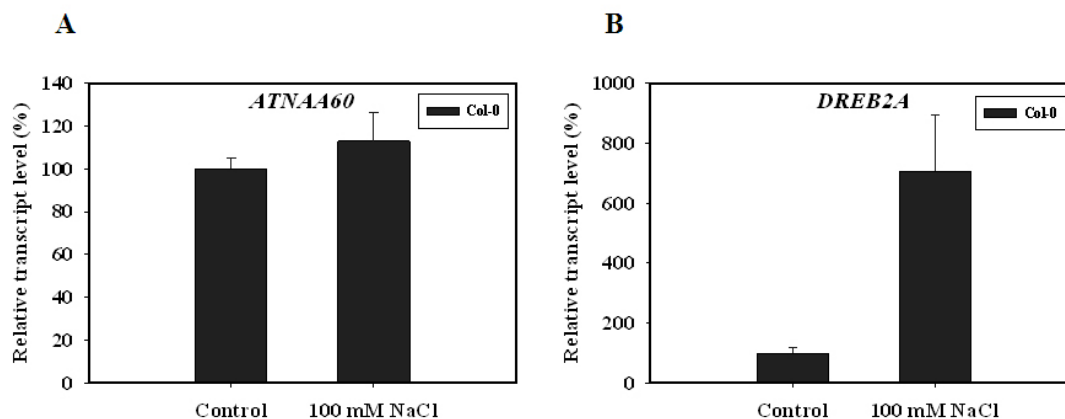 A
Relative transcript level (%)
140
120
100
80
60
40
20
0
ATNAA60
Col-0
Control 100 mM NaCl
B
Relative transcript level (%)
1000
800
600
400
200
0
DREB2A
Col-0
Control 100 mM NaCl